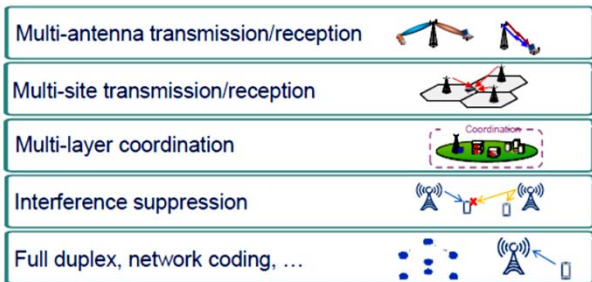 Multi-antenna transmission/reception
Multi-site transmission/reception
Multi-layer coordination
Coordination
Interference suppression
Full duplex, network coding, …